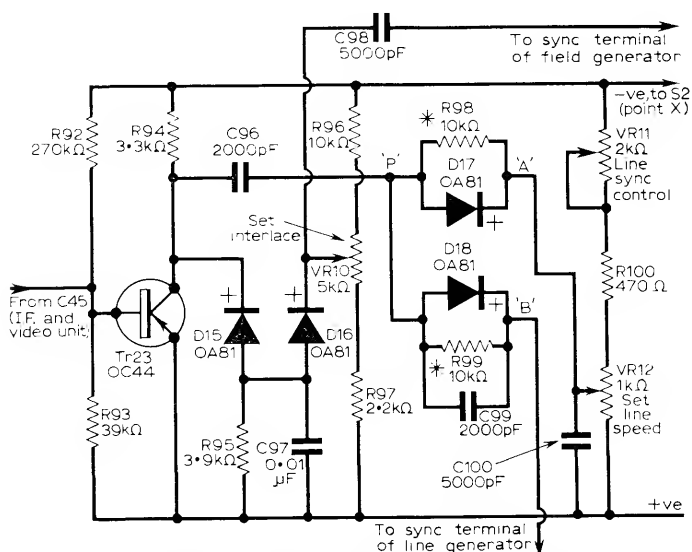 C98
5000pF
To sync terminal
of field generator
R92
270kΩ
R94
3·3kΩ
C96
2000pF
R96
10kΩ
* R98
10kΩ
D17
OA81
+
'P'
'A'
-ve, to S2
(point X)
VR11
2kΩ
Line
sync
control
Set
interlace
VR10
5kΩ
D18
OA81
+
'B'
* R99
10kΩ
C99
2000pF
R100
470 Ω
VR12
1kΩ
Set
line
speed
From C45
(I.F. and
video unit)
Tr23
OC44
+
D15
OA81
+
D16
OA81
R93
39kΩ
R95
3·9kΩ
C97
0·01
µF
R97
2·2kΩ
C100
5000pF
+ve
To sync terminal
of line generator